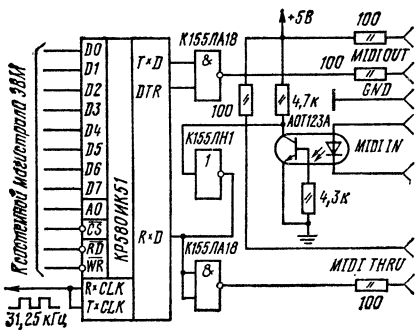 К системной магистрали ЭВМ
D0
D1
D2
D3
D4
D5
D6
D7
A0
CS
RD
WR
R×CLK
T×CLK
31,25 кГц
КР580ИК51
T×D
DTR
R×D
К155ЛА18
&
К155ЛН1
1
К155ЛА18
&
+5В
100
4,7к
АОТ123А
4,3к
100
MIDI OUT
100
GND
MIDI IN
MIDI THRU
100